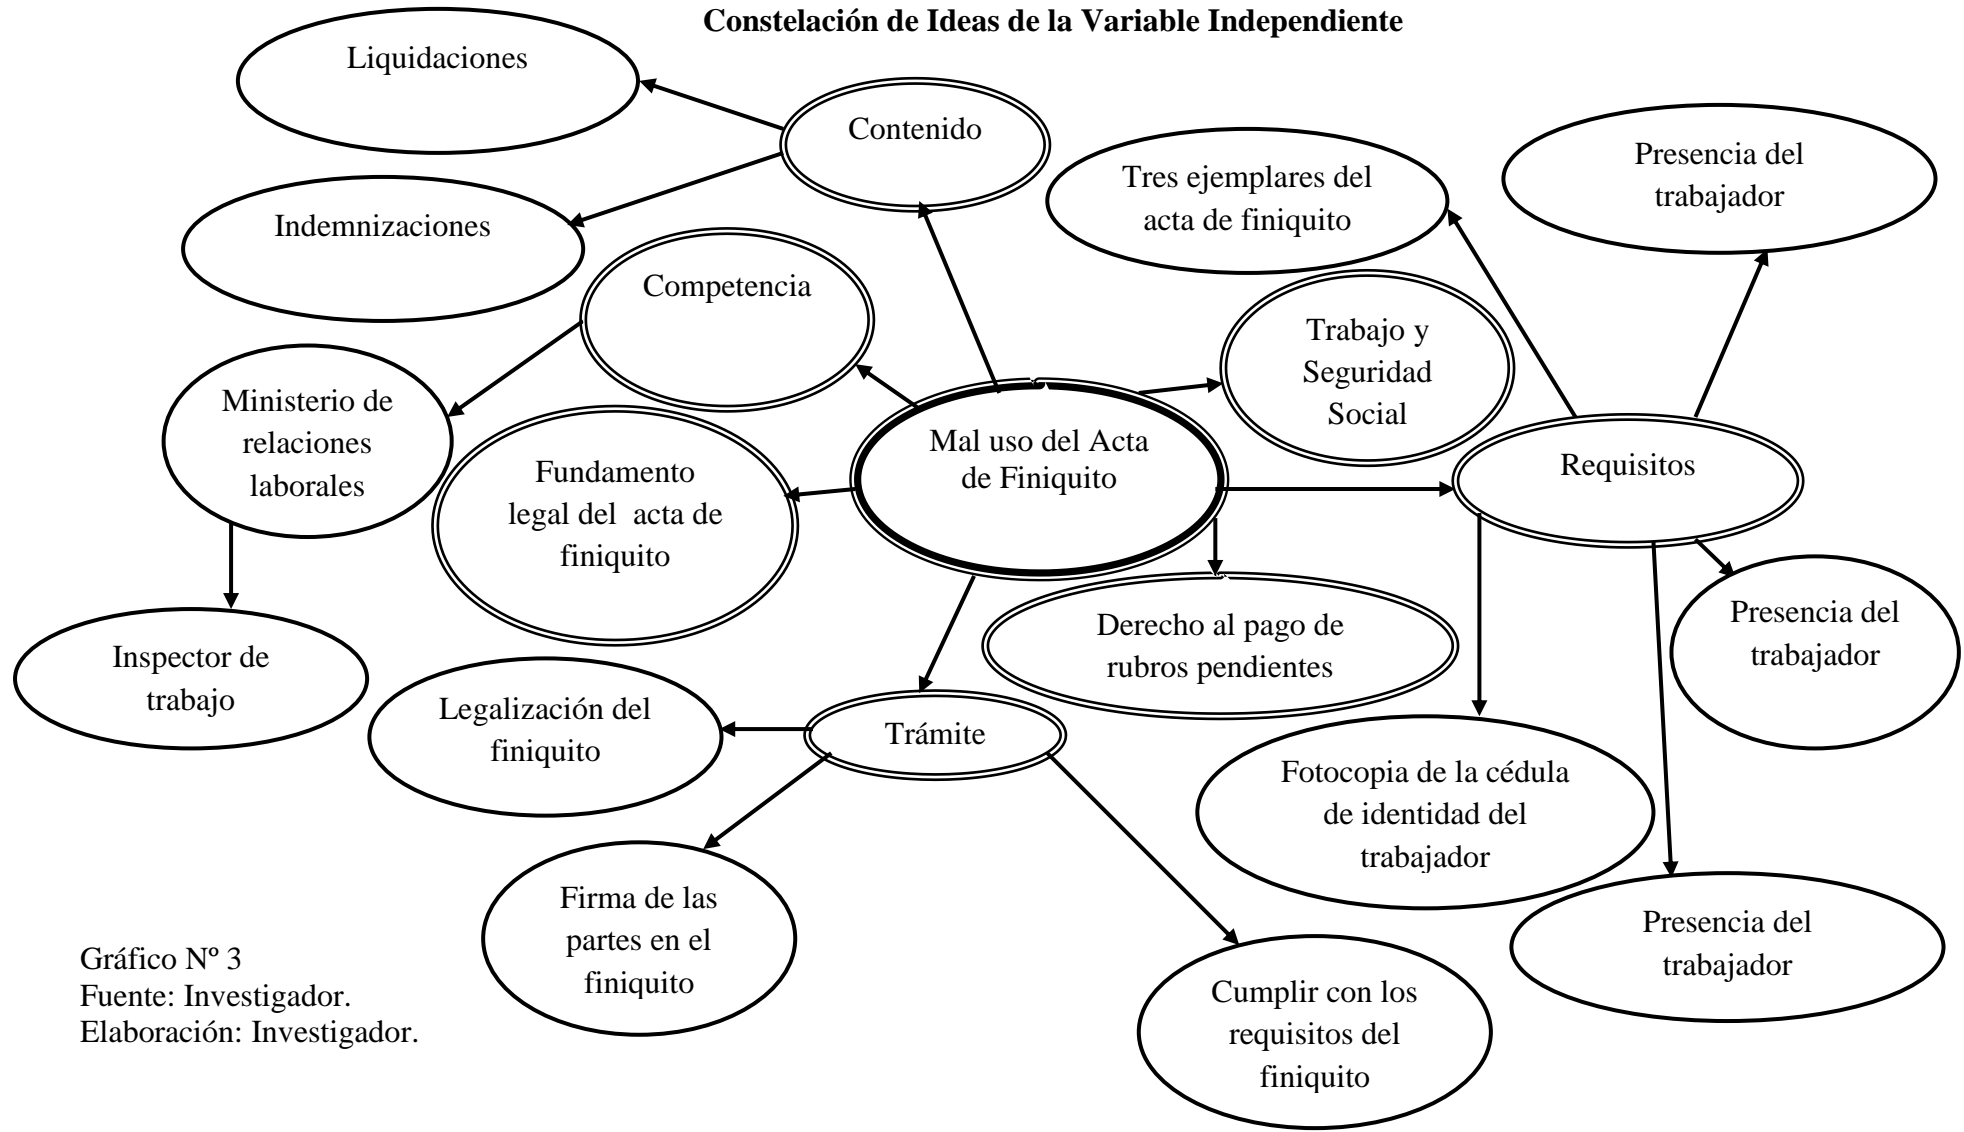 Constelación de Ideas de la Variable Independiente
Liquidaciones
Contenido
Indemnizaciones
Competencia
Tres ejemplares del
acta de finiquito
Presencia del
trabajador
Trabajo y
Seguridad
Social
Ministerio de
relaciones
laborales
Fundamento
legal del acta de
finiquito
Mal uso del Acta
de Finiquito
Requisitos
Inspector de
trabajo
Legalización del
finiquito
Trámite
Derecho al pago de
rubros pendientes
Presencia del
trabajador
Fotocopia de la cédula
de identidad del
trabajador
Firma de las
partes en el
finiquito
Cumplir con los
requisitos del
finiquito
Presencia del
trabajador
Gráfico Nº 3
Fuente: Investigador.
Elaboración: Investigador.